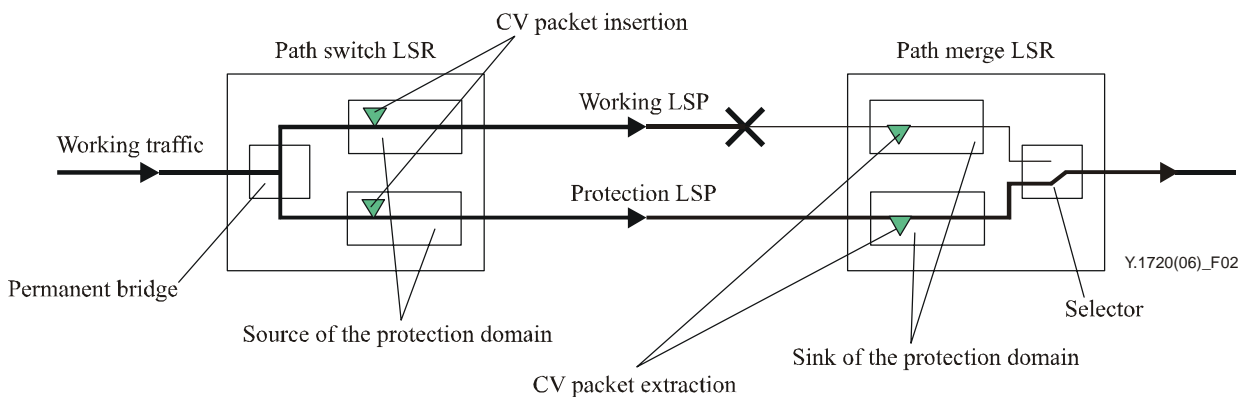 CV packet insertion
Path switch LSR
Path merge LSR
Working LSP
Working traffic
Protection LSP
Y.1720(06)_F02
Permanent bridge
Selector
Source of the protection domain
Sink of the protection domain
CV packet extraction